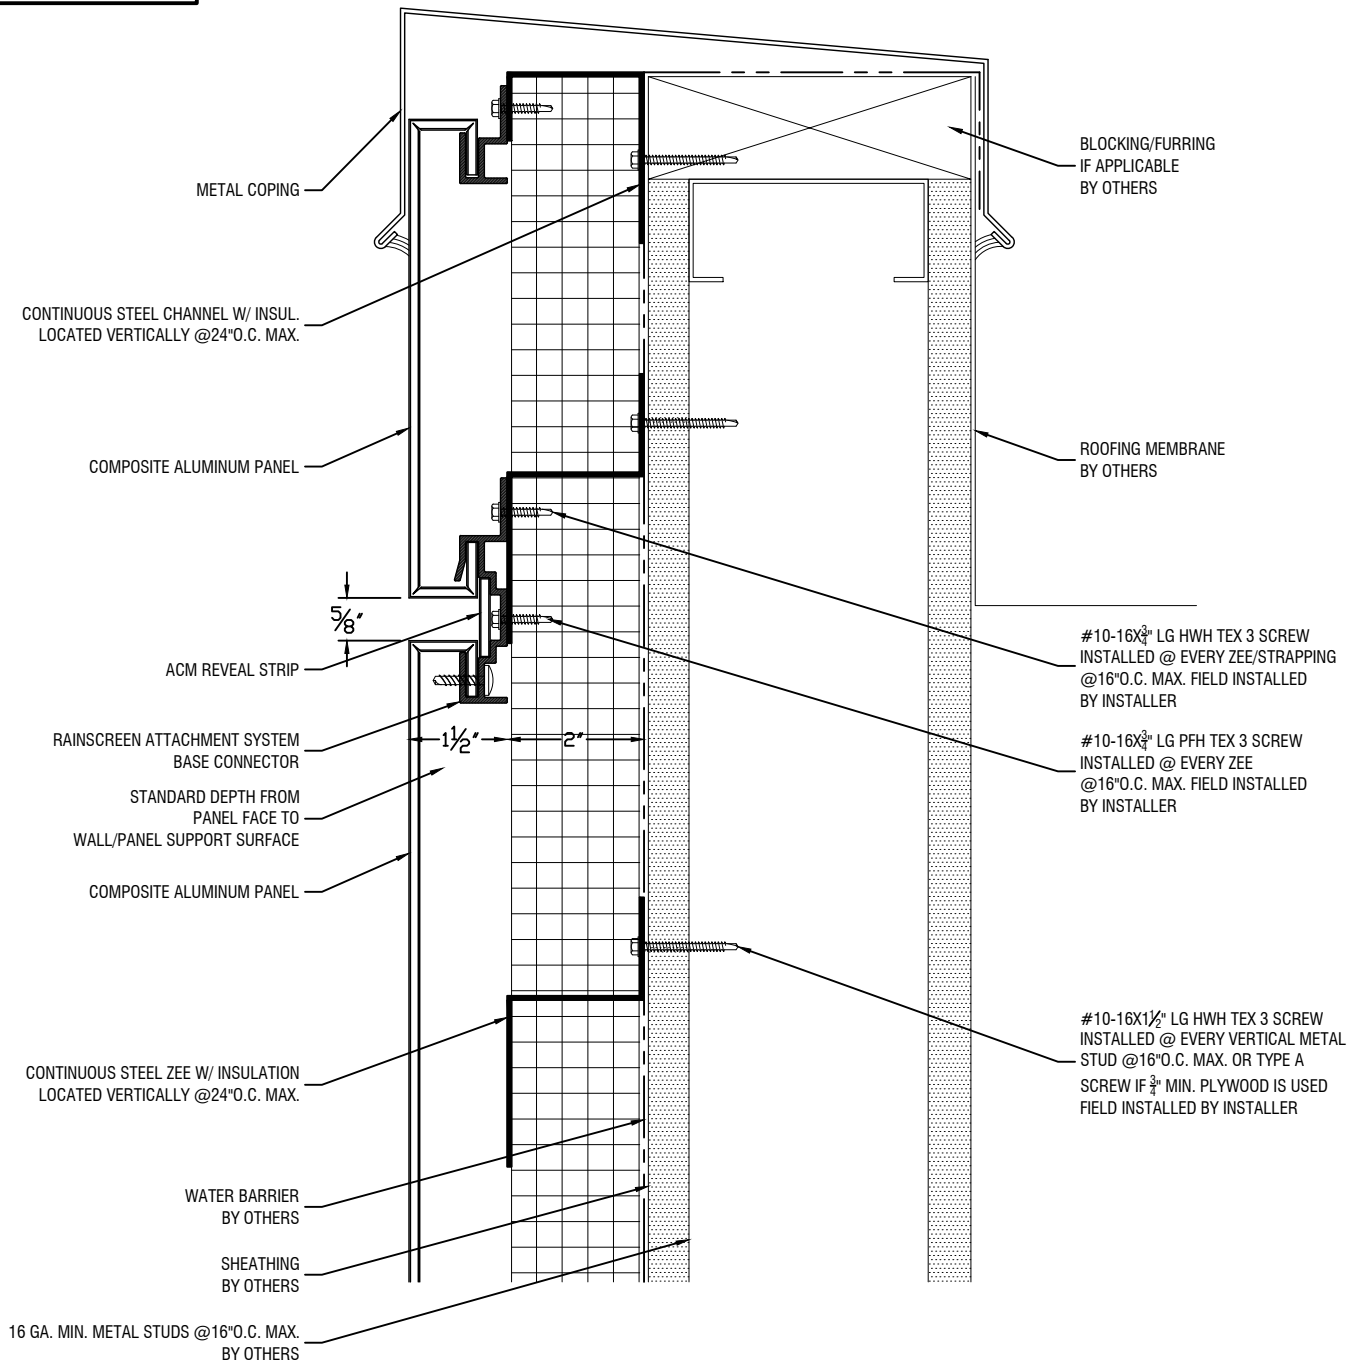 METAL COPING
CONTINUOUS STEEL CHANNEL W/ INSUL.
LOCATED VERTICALLY @24"O.C. MAX.
COMPOSITE ALUMINUM PANEL
5/8"
ACM REVEAL STRIP
RAINSCREEN ATTACHMENT SYSTEM
BASE CONNECTOR
1 1/2"
2"
STANDARD DEPTH FROM
PANEL FACE TO
WALL/PANEL SUPPORT SURFACE
COMPOSITE ALUMINUM PANEL
CONTINUOUS STEEL ZEE W/ INSULATION
LOCATED VERTICALLY @24"O.C. MAX.
WATER BARRIER
BY OTHERS
SHEATHING
BY OTHERS
16 GA. MIN. METAL STUDS @16"O.C. MAX.
BY OTHERS
BLOCKING/FURRING
IF APPLICABLE
BY OTHERS
ROOFING MEMBRANE
BY OTHERS
#10-16X3/4" LG HWH TEX 3 SCREW
INSTALLED @ EVERY ZEE/STRAPPING
@16"O.C. MAX. FIELD INSTALLED
BY INSTALLER
#10-16X3/4" LG PFH TEX 3 SCREW
INSTALLED @ EVERY ZEE
@16"O.C. MAX. FIELD INSTALLED
BY INSTALLER
#10-16X1 1/2" LG HWH TEX 3 SCREW
INSTALLED @ EVERY VERTICAL METAL
STUD @16"O.C. MAX. OR TYPE A
SCREW IF 3/4" MIN. PLYWOOD IS USED
FIELD INSTALLED BY INSTALLER